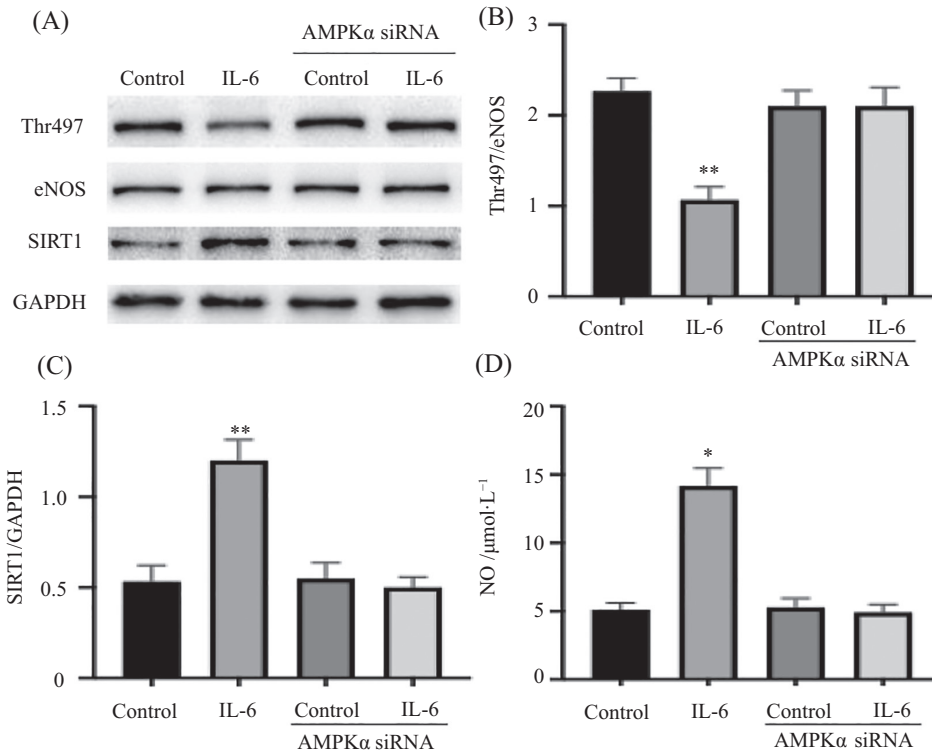 (A)
AMPKα siRNA
Control IL-6 Control IL-6
Thr497
eNOS
SIRT1
GAPDH
(B)
Thr497/eNOS
3
2
1
0
**
Control IL-6 Control IL-6
AMPKα siRNA
(C)
SIRT1/GAPDH
1.5
1.0
0.5
0
**
Control IL-6 Control IL-6
AMPKα siRNA
(D)
NO /μmol·L⁻¹
20
15
10
5
0
*
Control IL-6 Control IL-6
AMPKα siRNA